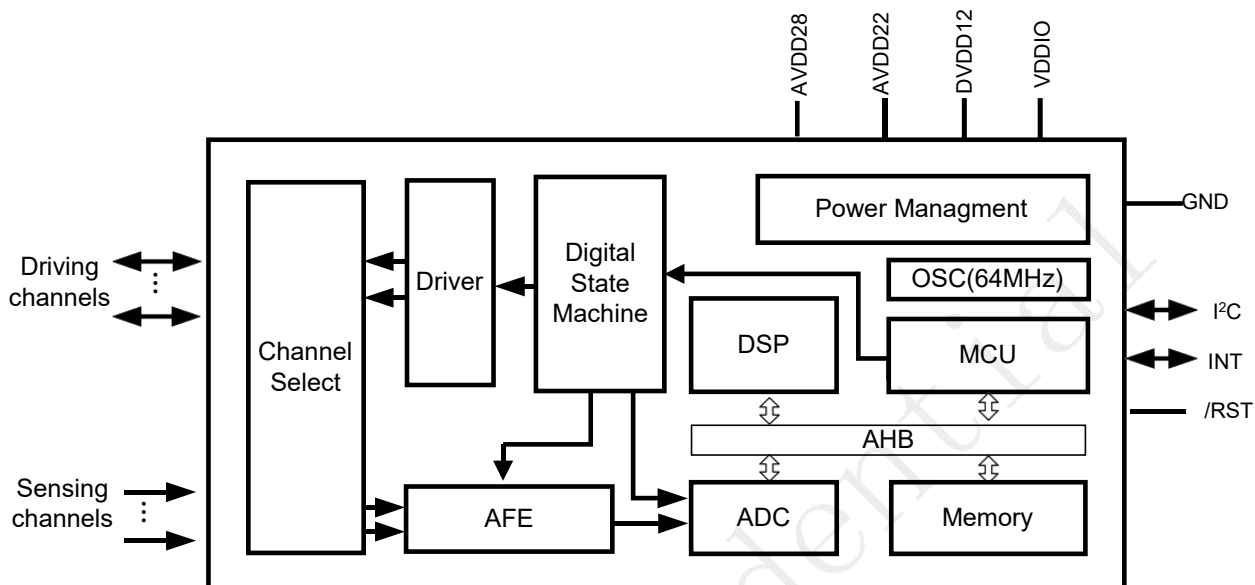 AVDD28
AVDD22
DVDD12
VDDIO
Power Managment
GND
Driving
channels
Driver
Digital
State
Machine
OSC(64MHz)
I²C
DSP
MCU
INT
Channel
Select
/RST
AHB
Sensing
channels
AFE
ADC
Memory
dential